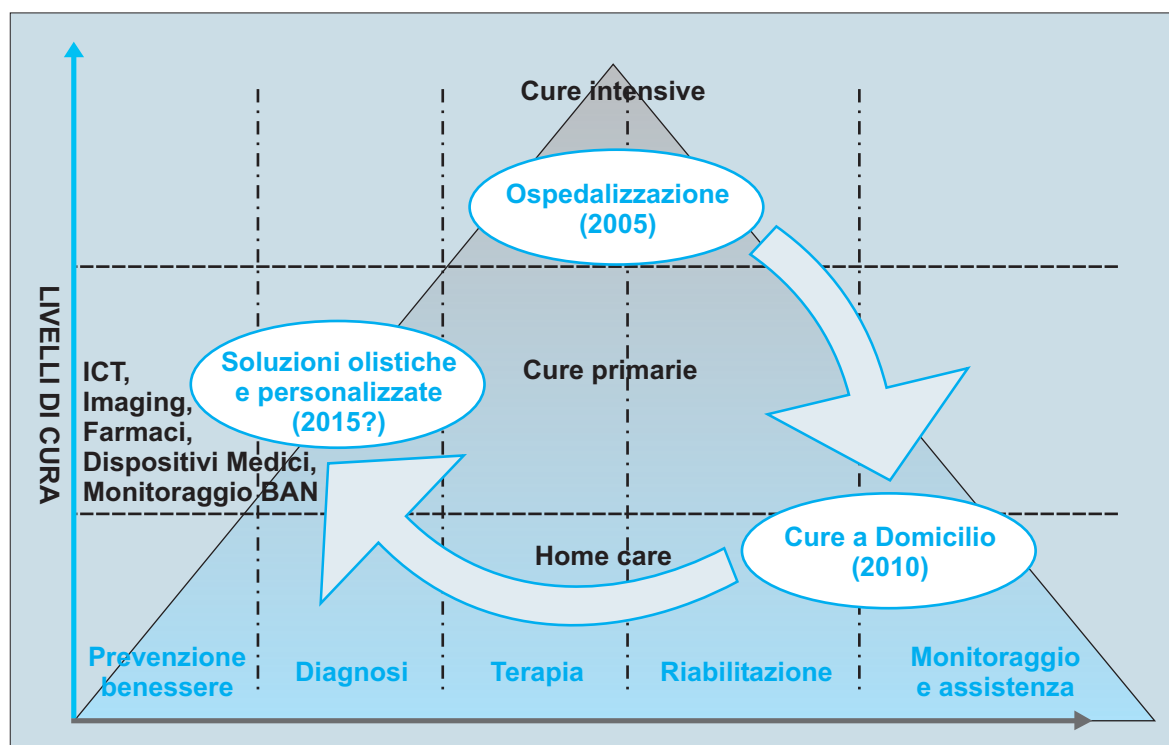 Cure intensive
Ospedalizzazione
(2005)
LIVELLI DI CURA
Soluzioni olistiche
e personalizzate
(2015?)
Cure primarie
ICT,
Imaging,
Farmaci,
Dispositivi Medici,
Monitoraggio BAN
Home care
Cure a Domicilio
(2010)
Prevenzione
benessere
Diagnosi
Terapia
Riabilitazione
Monitoraggio
e assistenza